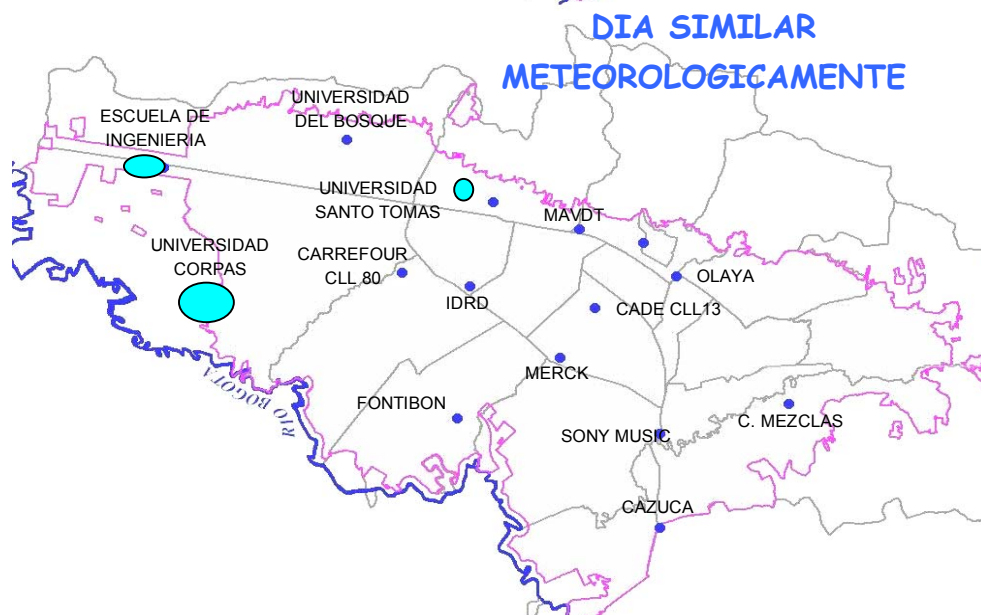 DIA SIMILAR
METEOROLOGICAMENTE
UNIVERSIDAD
DEL BOSQUE
ESCUELA DE
INGENIERIA
UNIVERSIDAD
SANTO TOMAS
MAVDT
UNIVERSIDAD
CORPAS
CARREFOUR
CLL 80
IDRD
OLAYA
CADE CLL13
MERCK
RIO BOGOTA
FONTIBON
SONY MUSIC
C. MEZCLAS
CAZUCA